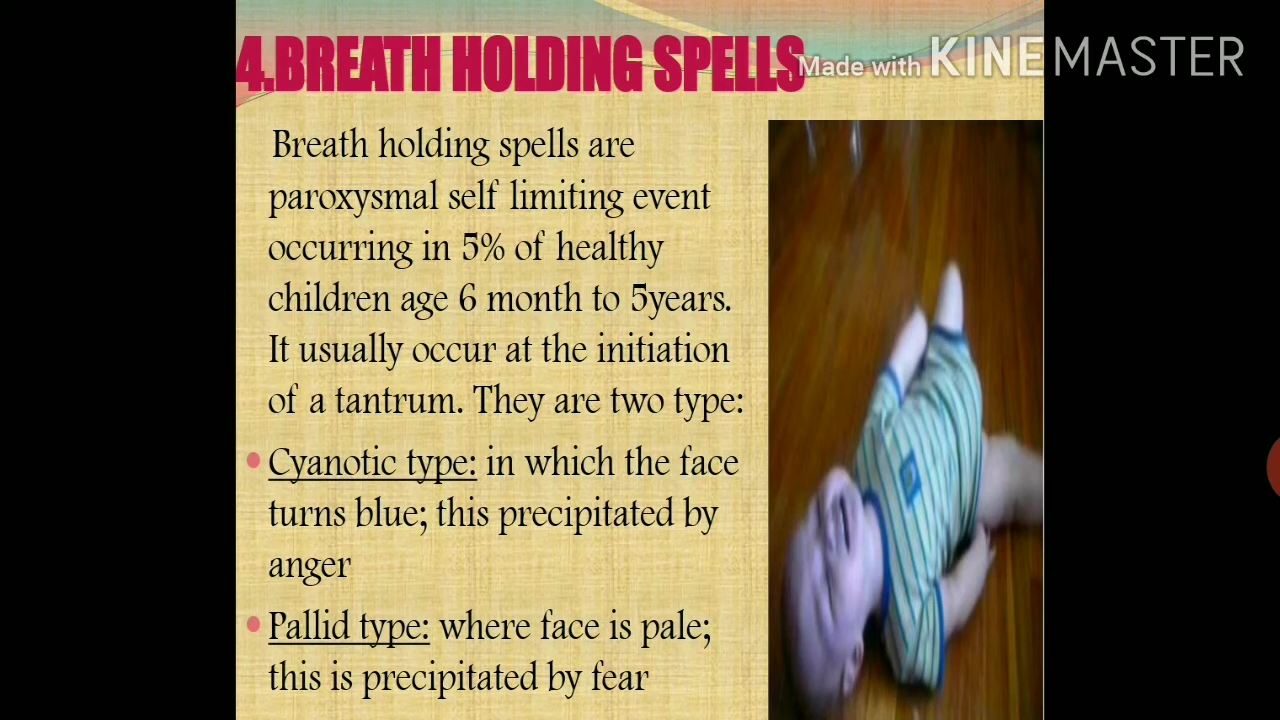 4.BREATH HOLDING SPELLS
Made with KINEMASTER
Breath holding spells are
paroxysmal self limiting event
occurring in 5% of healthy
children age 6 month to 5years.
It usually occur at the initiation
of a tantrum. They are two type:
Cyanotic type: in which the face
turns blue; this precipitated by
anger
Pallid type: where face is pale;
this is precipitated by fear